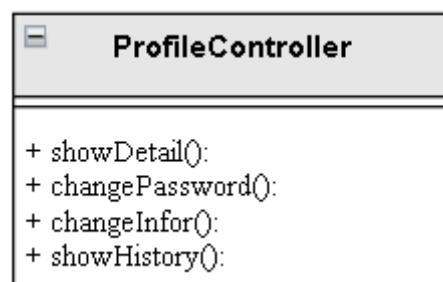 ProfileController
+ showDetail():
+ changePassword():
+ changeInfor():
+ showHistory():